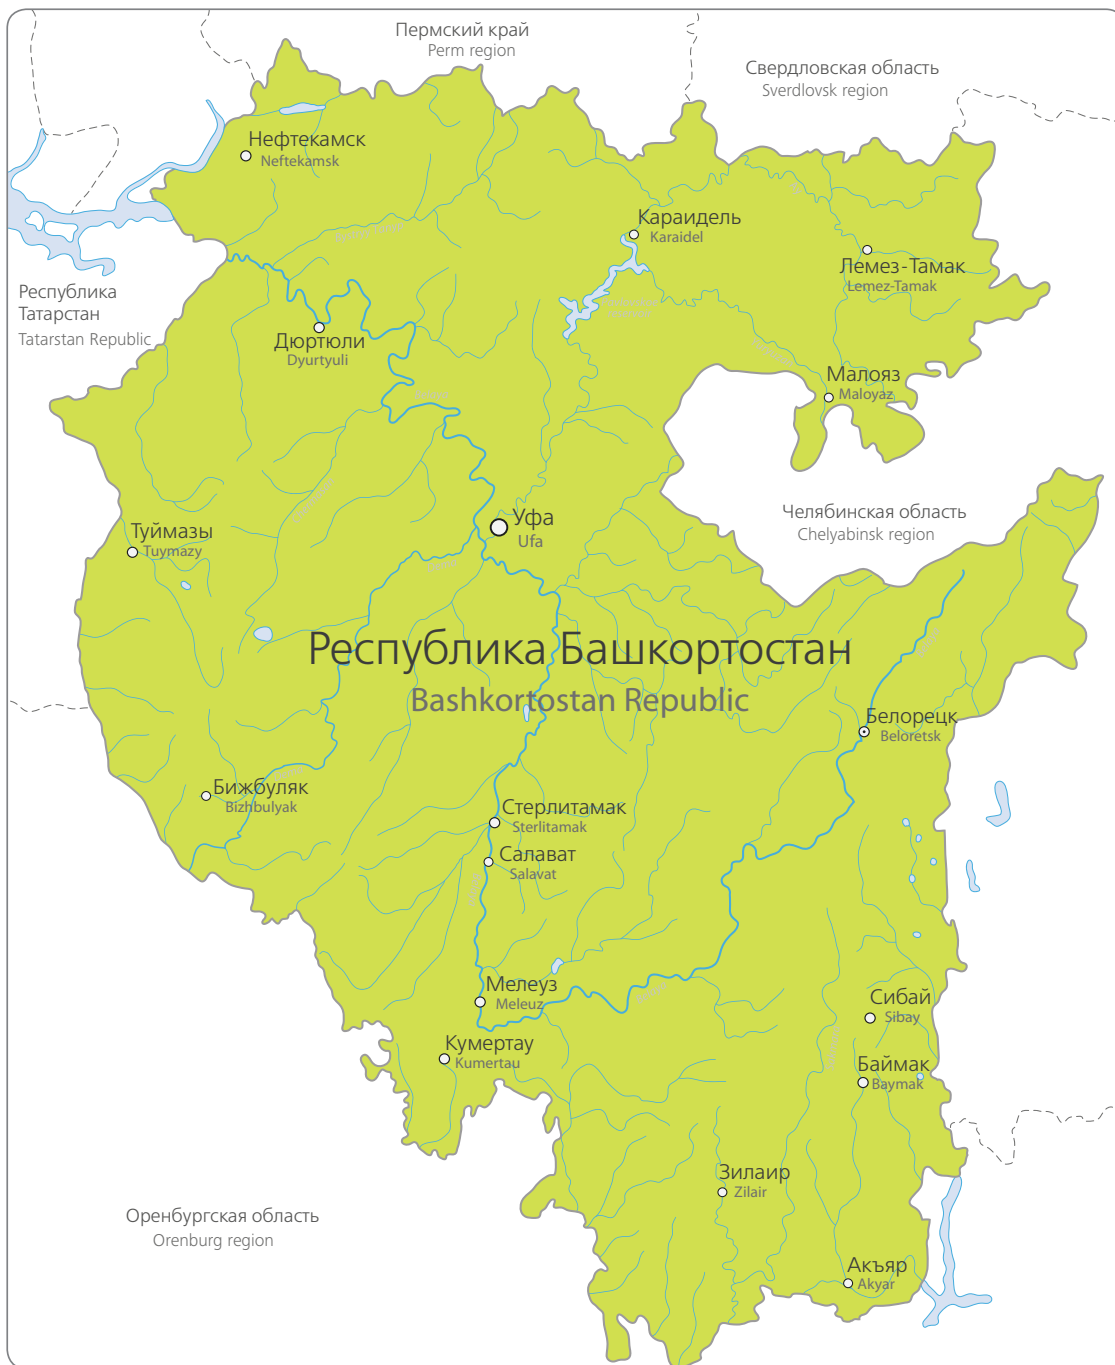 Пермский край
Perm region
Свердловская область
Sverdlovsk region
Нефтекамск
Neftekamsk
Караидель
Karaidel
Лемез-Тамак
Lemez-Tamak
Республика
Татарстан
Tatarstan Republic
Дюртюли
Dyurtyuli
Малояз
Maloyaz
Уфа
Ufa
Челябинская область
Chelyabinsk region
Туймазы
Tuymazy
Республика Башкортостан
Bashkortostan Republic
Белорецк
Beloretsk
Бижбуляк
Bizhbulyak
Стерлитамак
Sterlitamak
Салават
Salavat
Мелеуз
Meleuz
Сибай
Sibay
Кумертау
Kumertau
Баймак
Baymak
Зилаир
Zilair
Оренбургская область
Orenburg region
Акъяр
Akyar